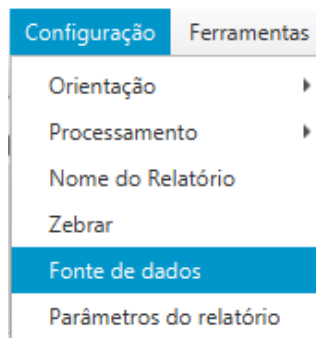 Configuração Ferramentas
Orientação
Processamento
Nome do Relatório
Zebrar
Fonte de dados
Parâmetros do relatório